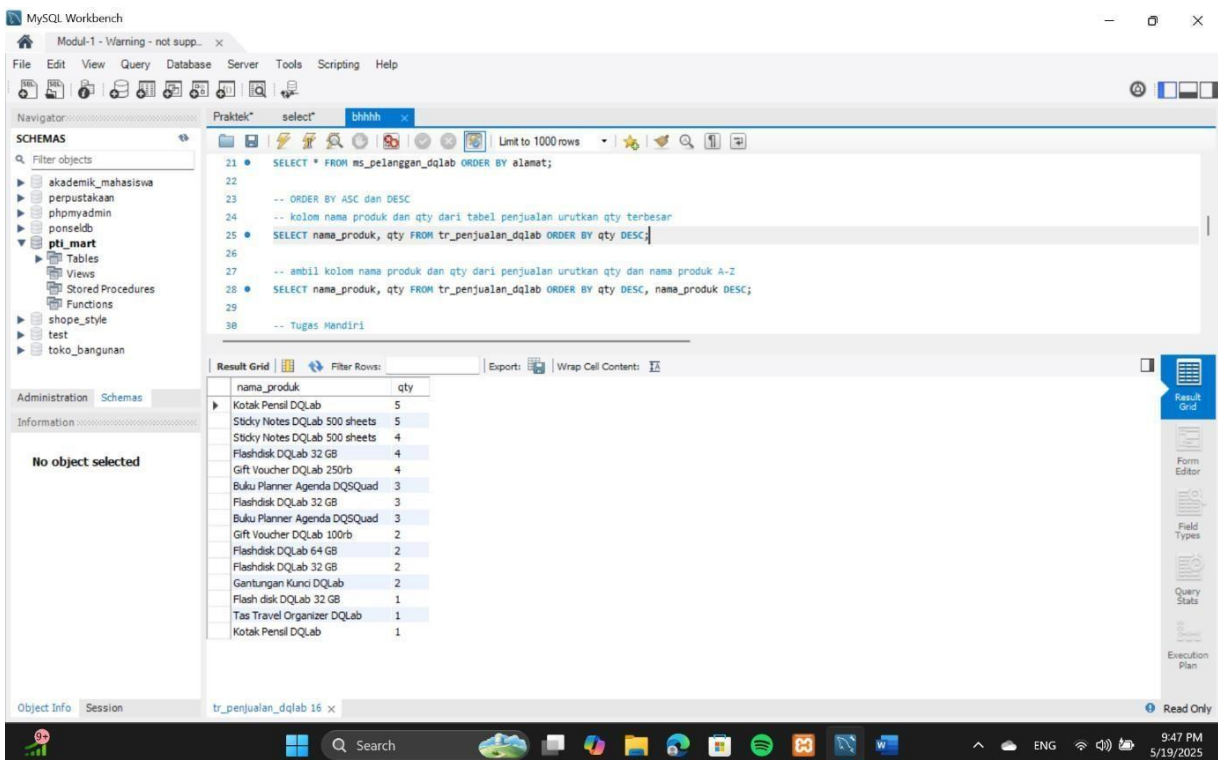 MySQL Workbench
Modul-1 - Warning - not supp...
File Edit View Query Database Server Tools Scripting Help
Navigator
SCHEMAS
Filter objects
akademik_mahasiswa
perpustakaan
phpmyadmin
ponseldb
pti_mart
Tables
Views
Stored Procedures
Functions
shope_style
test
toko_bangunan
Administration Schemas
Information
No object selected
Object Info Session
Praktek* select* bhhhh
Limit to 1000 rows
21 SELECT * FROM ms_pelanggan_dqlab ORDER BY alamat;
22
23 -- ORDER BY ASC dan DESC
24 -- kolom nama produk dan qty dari tabel penjualan urutkan qty terbesar
25 SELECT nama_produk, qty FROM tr_penjualan_dqlab ORDER BY qty DESC;
26
27 -- ambil kolom nama produk dan qty dari penjualan urutkan qty dan nama produk A-Z
28 SELECT nama_produk, qty FROM tr_penjualan_dqlab ORDER BY qty DESC, nama_produk DESC;
29
30 -- Tugas Mandiri
Result Grid Filter Rows: Export: Wrap Cell Content: IA
nama_produk qty
Kotak Pensil DQLab 5
Sticky Notes DQLab 500 sheets 5
Sticky Notes DQLab 500 sheets 4
Flashdisk DQLab 32 GB 4
Gift Voucher DQLab 250rb 4
Buku Planner Agenda DQSQuad 3
Flashdisk DQLab 32 GB 3
Buku Planner Agenda DQSQuad 3
Gift Voucher DQLab 100rb 2
Flashdisk DQLab 64 GB 2
Flashdisk DQLab 32 GB 2
Gantungan Kunci DQLab 2
Flash disk DQLab 32 GB 1
Tas Travel Organizer DQLab 1
Kotak Pensil DQLab 1
Result
Grid
Form
Editor
Field
Types
Query
Stats
Execution
Plan
tr_penjualan_dqlab 16
Read Only
9+
Search
ENG
9:47 PM
5/19/2025